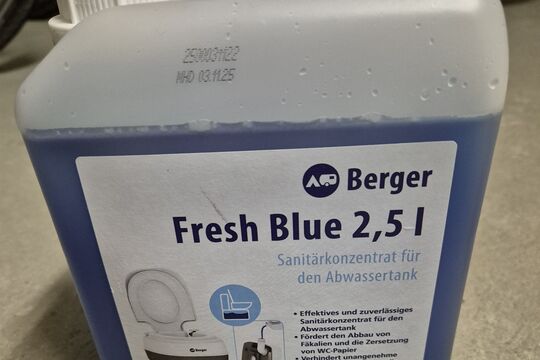 2500031122
MHD 03.11.25
Berger
Fresh Blue 2,5 l
Sanitärkonzentrat für
den Abwassertank
• Effektives und zuverlässiges
Sanitärkonzentrat für den
Abwassertank
• Fördert den Abbau von
Fäkalien und die Zersetzung
von WC-Papier
• Verhindert unangenehme
Berger